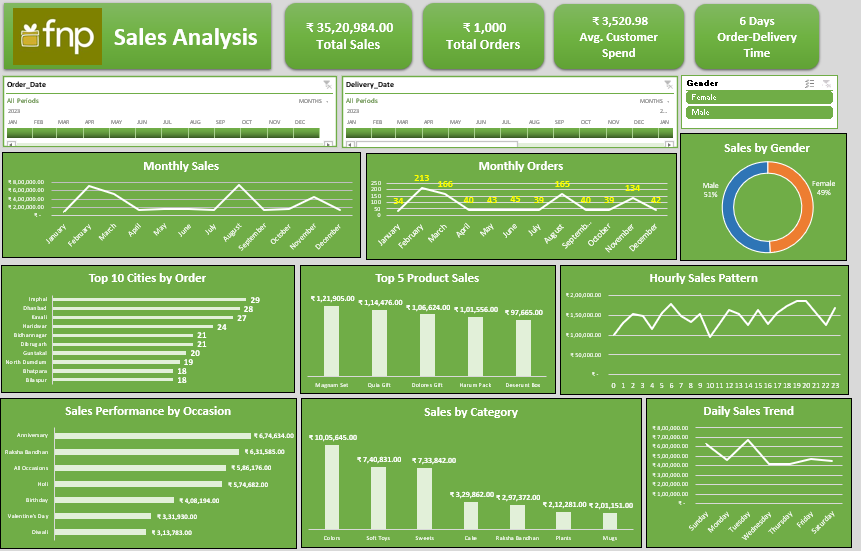 fnp
Sales Analysis
₹ 35,20,984.00
Total Sales
₹ 1,000
Total Orders
₹ 3,520.98
Avg. Customer
Spend
6 Days
Order-Delivery
Time
Order_Date
All Periods
MONTHS
2023
JAN FEB MAR APR MAY JUN JUL AUG SEP OCT NOV DEC
Delivery_Date
All Periods
MONTHS
2023 2...
JAN FEB MAR APR MAY JUN JUL AUG SEP OCT NOV DEC JAN
Gender
Female
Male
Monthly Sales
₹ 8,00,000.00
₹ 6,00,000.00
₹ 4,00,000.00
₹ 2,00,000.00
₹ -
January February March April May June July August September October November December
Monthly Orders
250
200
150
100
50
0
34 213 166 40 43 45 39 165 40 39 134 42
January February March April May June July August Septemb... October November December
Sales by Gender
Male
51%
Female
49%
Top 10 Cities by Order
Imphal 29
Dhanbad 28
Kavali 27
Haridwar 24
Bidhannagar 21
Dibrugarh 21
Guntakal 20
North Dumdum 19
Bhatpara 18
Bilaspur 18
Top 5 Product Sales
₹ 1,21,905.00 ₹ 1,14,476.00 ₹ 1,06,624.00 ₹ 1,01,556.00 ₹ 97,665.00
Magnam Set Quia Gift Dolores Gift Harum Pack Deserunt Box
Hourly Sales Pattern
₹ 2,00,000.00
₹ 1,50,000.00
₹ 1,00,000.00
₹ 50,000.00
₹ -
0 1 2 3 4 5 6 7 8 9 10 11 12 13 14 15 16 17 18 19 20 21 22 23
Sales Performance by Occasion
Anniversary ₹ 6,74,634.00
Raksha Bandhan ₹ 6,31,585.00
All Occasions ₹ 5,86,176.00
Holi ₹ 5,74,682.00
Birthday ₹ 4,08,194.00
Valentine's Day ₹ 3,31,930.00
Diwali ₹ 3,13,783.00
Sales by Category
₹ 10,05,645.00 ₹ 7,40,831.00 ₹ 7,33,842.00 ₹ 3,29,862.00 ₹ 2,97,372.00 ₹ 2,12,281.00 ₹ 2,01,151.00
Colors Soft Toys Sweets Cake Raksha Bandhan Plants Mugs
Daily Sales Trend
₹ 8,00,000.00
₹ 7,00,000.00
₹ 6,00,000.00
₹ 5,00,000.00
₹ 4,00,000.00
₹ 3,00,000.00
₹ 2,00,000.00
₹ 1,00,000.00
₹ -
Sunday Monday Tuesday Wednesday Thursday Friday Saturday